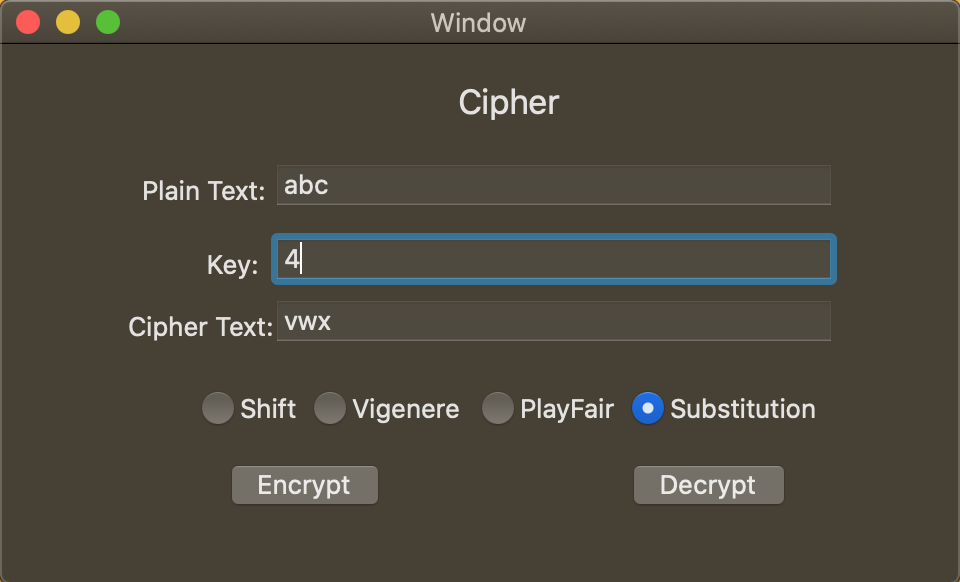 Window
Cipher
Plain Text: abc
Key: 4
Cipher Text: vwx
Shift Vigenere PlayFair Substitution
Encrypt Decrypt